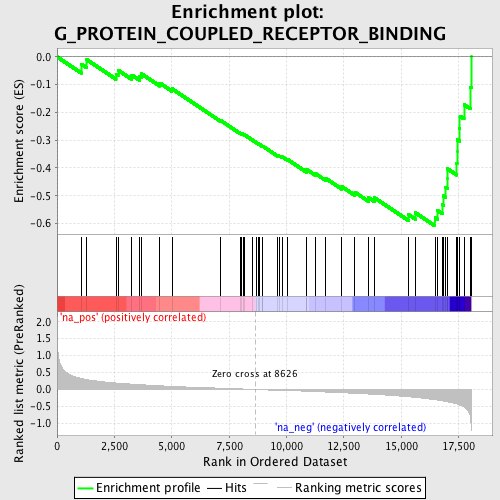 Enrichment plot:
G_PROTEIN_COUPLED_RECEPTOR_BINDING
Enrichment score (ES)
0.0
-0.1
-0.2
-0.3
-0.4
-0.5
-0.6
'na_pos' (positively correlated)
Ranked list metric (PreRanked)
2.0
1.5
1.0
0.5
0.0
-0.5
-1.0
Zero cross at 8626
'na_neg' (negatively correlated)
0
2,500
5,000
7,500
10,000
12,500
15,000
17,500
Rank in Ordered Dataset
Enrichment profile
Hits
Ranking metric scores